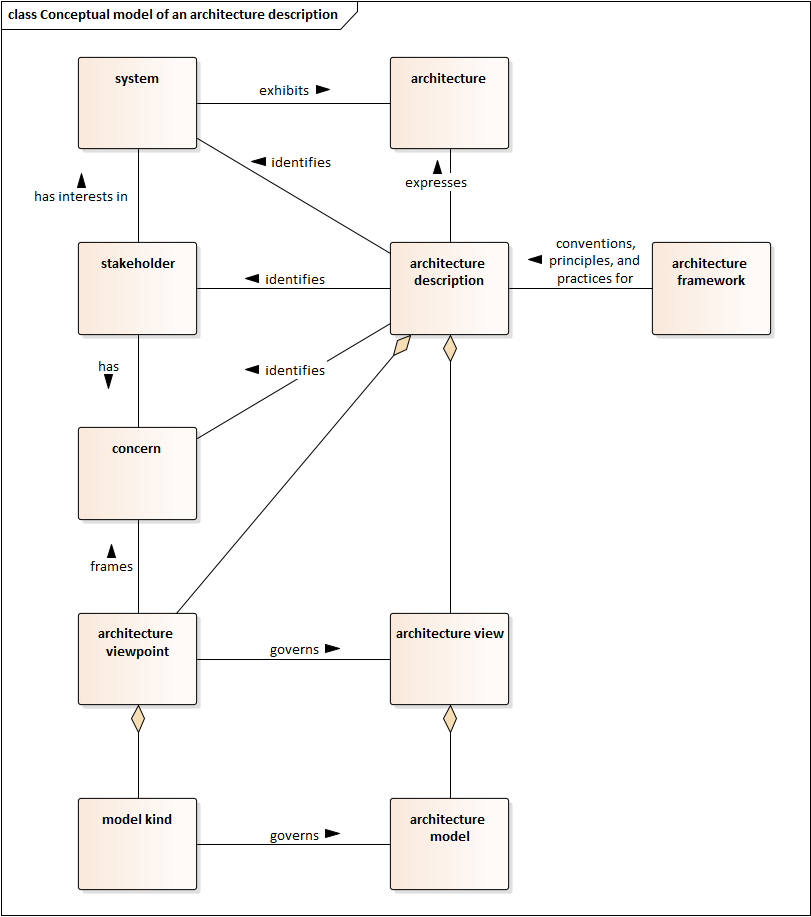 class Conceptual model of an architecture description
system
architecture
exhibits
identifies
has interests in
expresses
stakeholder
identifies
architecture
description
conventions,
principles, and
practices for
architecture
framework
has
identifies
concern
frames
architecture
viewpoint
governs
architecture view
model kind
governs
architecture
model